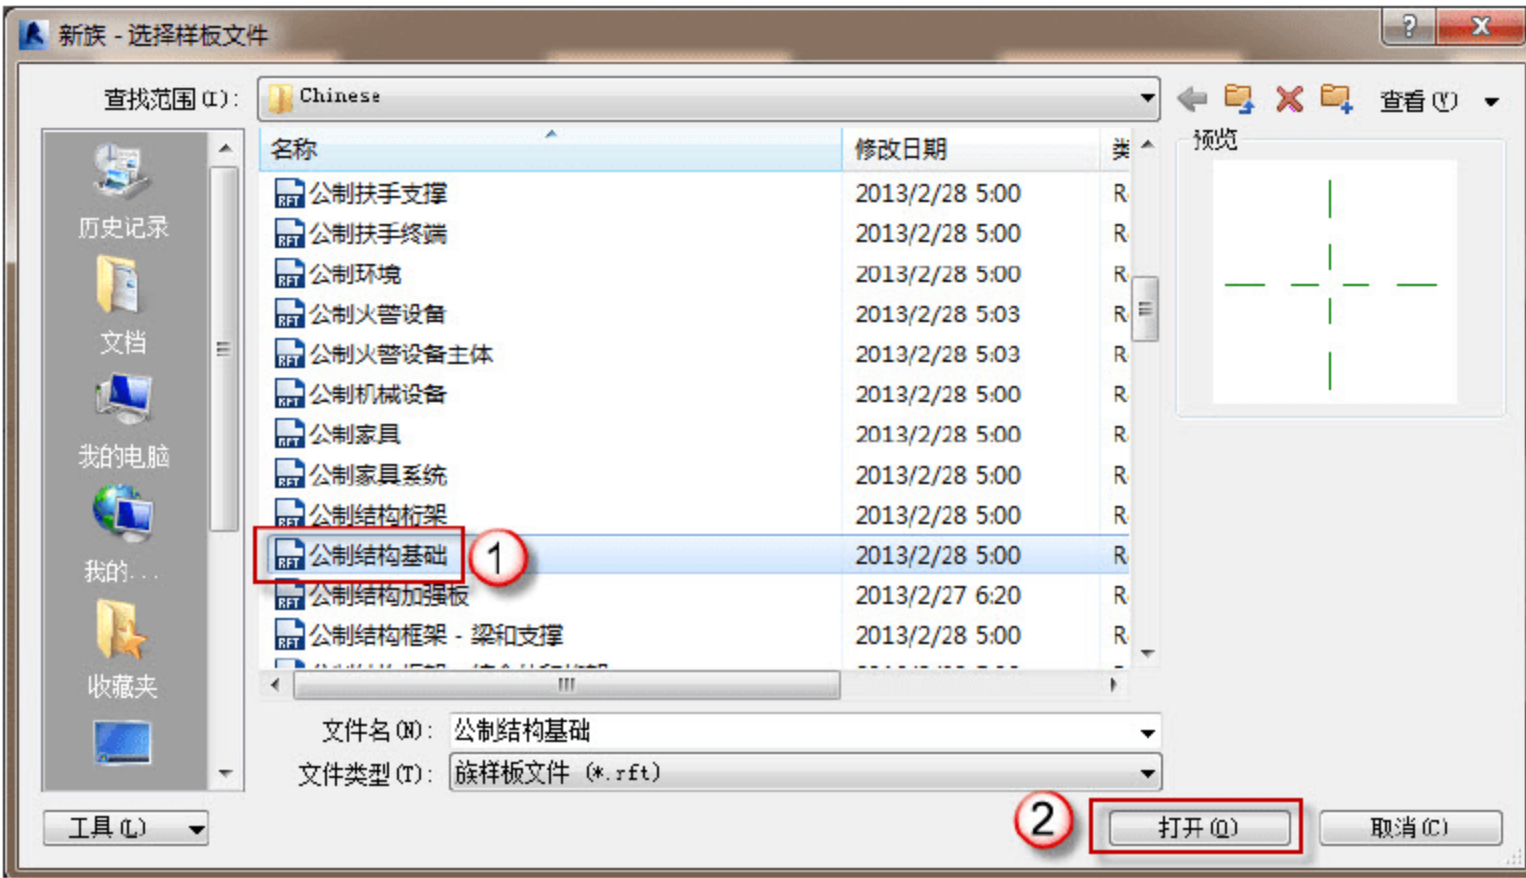 新族 - 选择样板文件
查找范围(I): Chinese 查看(V)
名称 修改日期 类
预览
公制扶手支撑 2013/2/28 5:00 R
公制扶手终端 2013/2/28 5:00 R
公制环境 2013/2/28 5:00 R
公制火警设备 2013/2/28 5:03 R
公制火警设备主体 2013/2/28 5:03 R
公制机械设备 2013/2/28 5:00 R
公制家具 2013/2/28 5:00 R
公制家具系统 2013/2/28 5:00 R
公制结构桁架 2013/2/28 5:00 R
公制结构基础 1 2013/2/28 5:00 R
公制结构加强板 2013/2/27 6:20 R
公制结构框架 - 梁和支撑 2013/2/28 5:00 R
历史记录
文档
我的电脑
我的...
收藏夹
文件名(N): 公制结构基础
文件类型(T): 族样板文件 (*.rft)
工具(L) 2 打开(O) 取消(C)